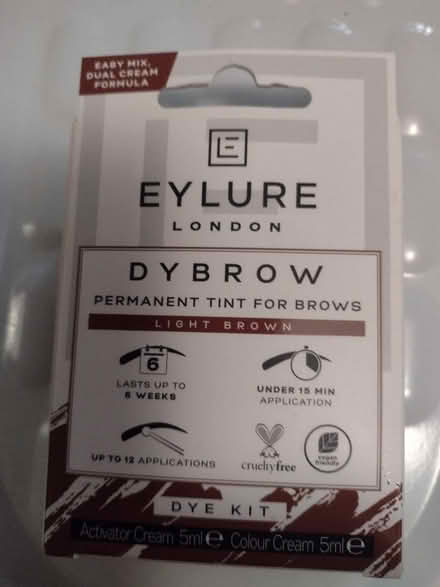 EASY MIX,
DUAL CREAM
FORMULA
E
EYLURE
LONDON
DYBROW
PERMANENT TINT FOR BROWS
LIGHT BROWN
6
LASTS UP TO
6 WEEKS
UNDER 15 MIN
APPLICATION
UP TO 12 APPLICATIONS
crueltyfree
vegan
friendly
DYE KIT
Activator Cream 5ml℮ Colour Cream 5ml℮